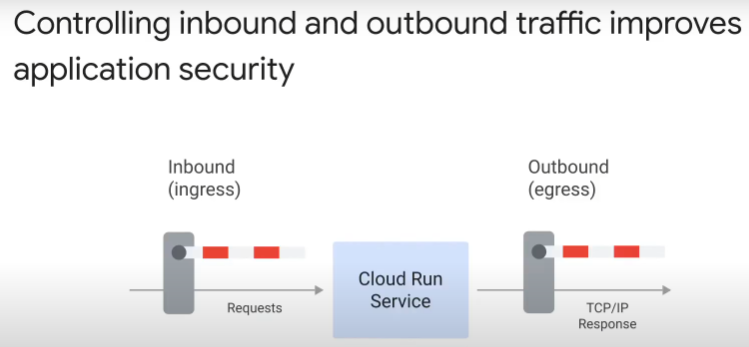 Controlling inbound and outbound traffic improves
application security
Inbound
(ingress)
Outbound
(egress)
Requests
Cloud Run
Service
TCP/IP
Response